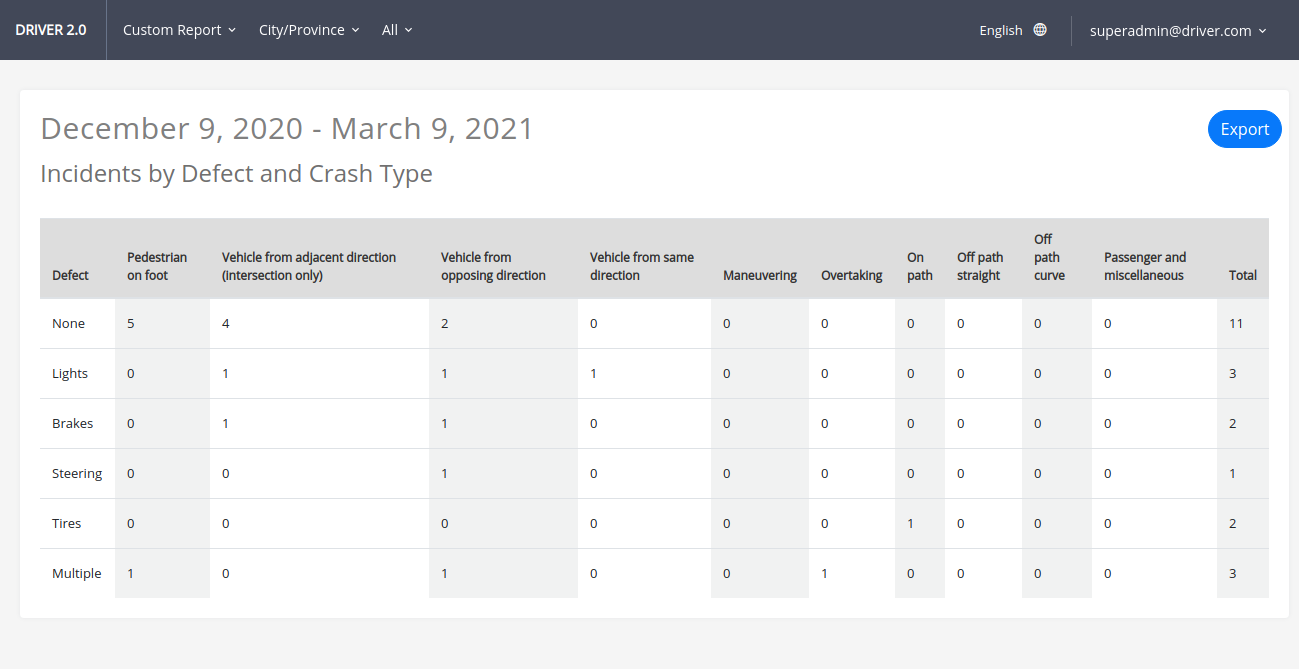 DRIVER 2.0 Custom Report City/Province All English superadmin@driver.com
December 9, 2020 - March 9, 2021
Export
Incidents by Defect and Crash Type
Defect Pedestrian on foot Vehicle from adjacent direction (Intersection only) Vehicle from opposing direction Vehicle from same direction Maneuvering Overtaking On path Off path straight Off path curve Passenger and miscellaneous Total
None 5 4 2 0 0 0 0 0 0 0 11
Lights 0 1 1 1 0 0 0 0 0 0 3
Brakes 0 1 1 0 0 0 0 0 0 0 2
Steering 0 0 1 0 0 0 0 0 0 0 1
Tires 0 0 0 0 0 0 1 0 0 0 2
Multiple 1 0 1 0 0 1 0 0 0 0 3